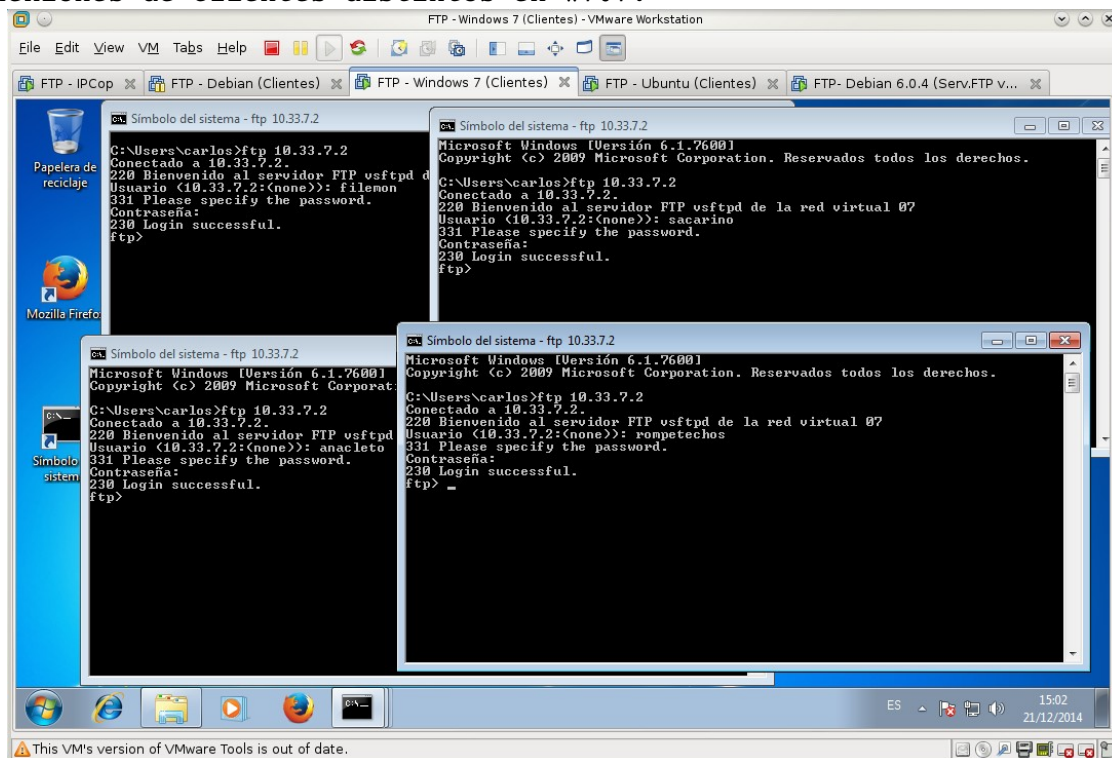 FTP - Windows 7 (Clientes) - VMware Workstation
File Edit View VM Tabs Help
FTP - IPCop
FTP - Debian (Clientes)
FTP - Windows 7 (Clientes)
FTP - Ubuntu (Clientes)
FTP- Debian 6.0.4 (Serv.FTP v...
Papelera de
reciclaje
Mozilla Firefo
Símbolo
sistem
Símbolo del sistema - ftp 10.33.7.2
C:\Users\carlos>ftp 10.33.7.2
Conectado a 10.33.7.2.
220 Bienvenido al servidor FTP vsftpd d
Usuario (10.33.7.2:(none)): filemon
331 Please specify the password.
Contraseña:
230 Login successful.
ftp>
Símbolo del sistema - ftp 10.33.7.2
Microsoft Windows [Versión 6.1.7600]
Copyright (c) 2009 Microsoft Corporation. Reservados todos los derechos.
C:\Users\carlos>ftp 10.33.7.2
Conectado a 10.33.7.2.
220 Bienvenido al servidor FTP vsftpd de la red virtual 07
Usuario (10.33.7.2:(none)): sacarino
331 Please specify the password.
Contraseña:
230 Login successful.
ftp>
Símbolo del sistema - ftp 10.33.7.2
Microsoft Windows [Versión 6.1.7600]
Copyright (c) 2009 Microsoft Corporat
C:\Users\carlos>ftp 10.33.7.2
Conectado a 10.33.7.2.
220 Bienvenido al servidor FTP vsftpd
Usuario (10.33.7.2:(none)): anacleto
331 Please specify the password.
Contraseña:
230 Login successful.
ftp>
Símbolo del sistema - ftp 10.33.7.2
Microsoft Windows [Versión 6.1.7600]
Copyright (c) 2009 Microsoft Corporation. Reservados todos los derechos.
C:\Users\carlos>ftp 10.33.7.2
Conectado a 10.33.7.2.
220 Bienvenido al servidor FTP vsftpd de la red virtual 07
Usuario (10.33.7.2:(none)): rompetechos
331 Please specify the password.
Contraseña:
230 Login successful.
ftp> _
ES
15:02
21/12/2014
This VM's version of VMware Tools is out of date.